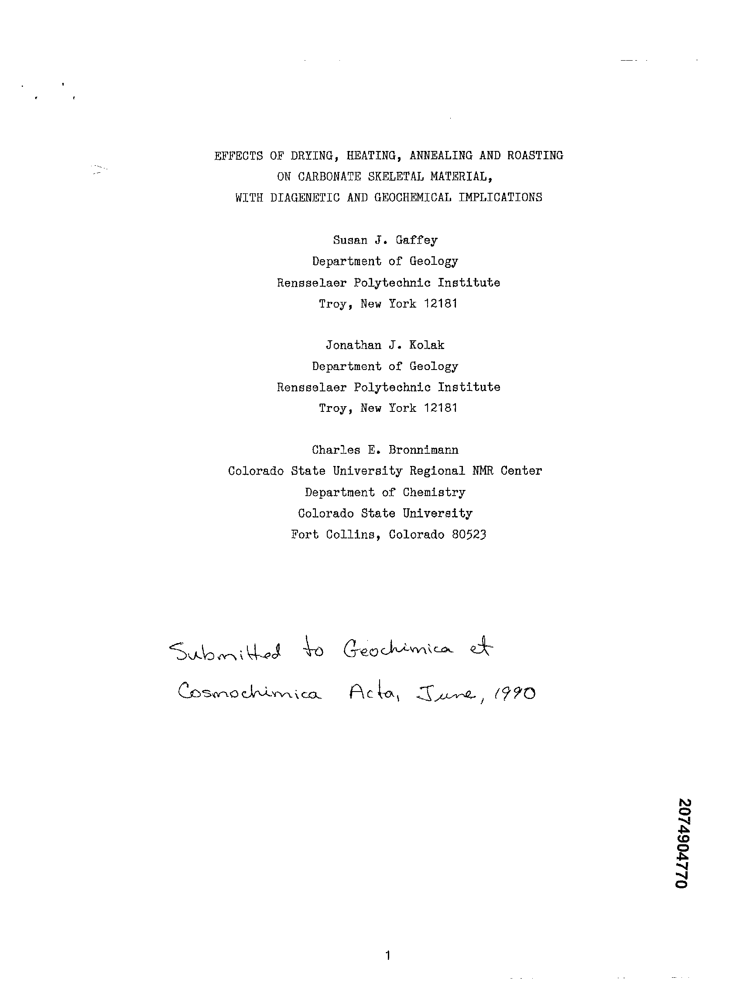 EFFECTS OF DRYING, HEATING, ANNEALING AND ROASTING
ON CARBONATE SKELETAL MATERIAL,
WITH DIAGENETIC AND GEOCHEMICAL IMPLICATIONS
Susan J. Gaffey
Department of Geology
Rensselaer Polytechnic Institute
Troy, New York 12181
Jonathan J. Kolak
Department of Geology
Rensselaer Polytechnic Institute
Troy, New York 12181
Charles E. Bronnimann
Colorado State University Regional NMR Center
Department of Chemistry
Colorado State University
Fort Collins, Colorado 80523
Submitted to Geochimica et
Cosmochimica Acta, June, 1990
2074904770
1